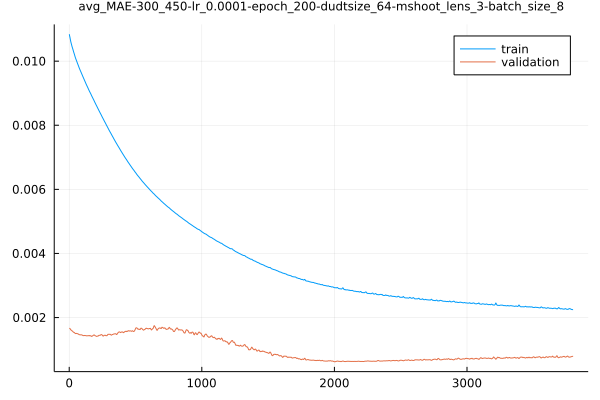 avg_MAE-300_450-lr_0.0001-epoch_200-dudtsize_64-mshoot_lens_3-batch_size_8
train
validation
0.010
0.008
0.006
0.004
0.002
0 1000 2000 3000